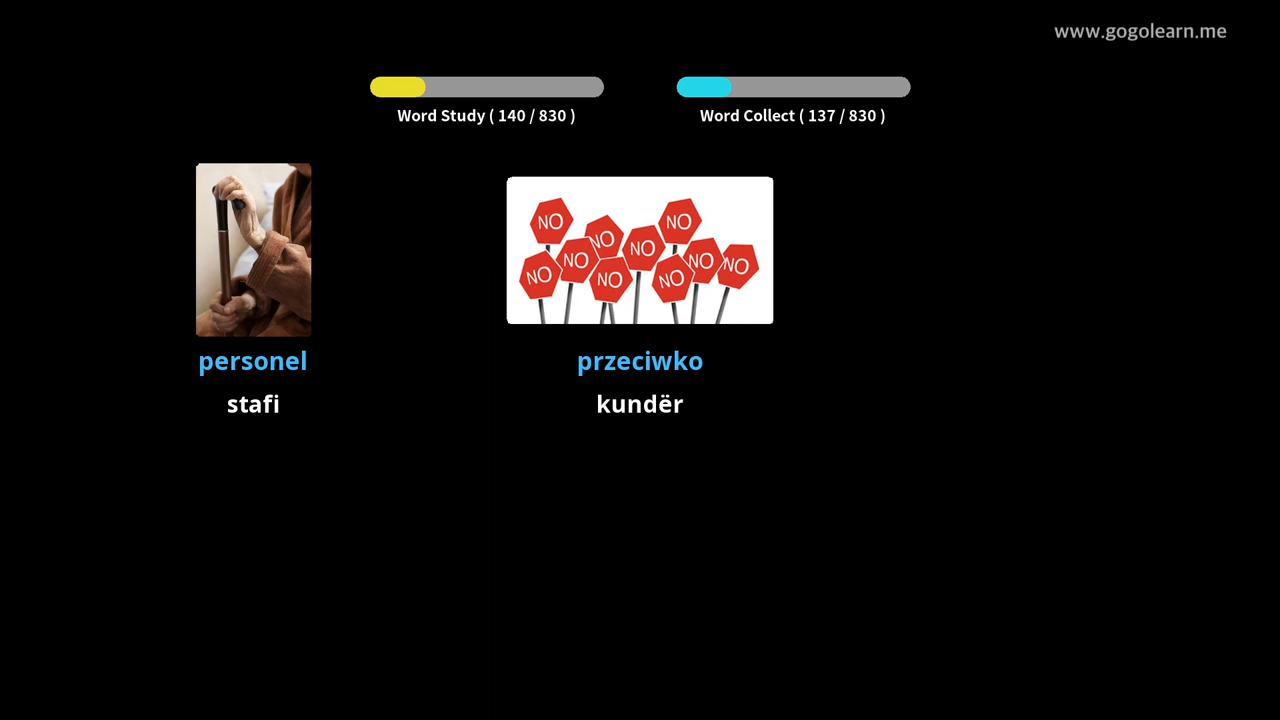 www.gogolearn.me
Word Study ( 140 / 830 )
Word Collect ( 137 / 830 )
NO
NO
NO
NO
NO
NO
NO
NO
NO
NO
personel
przeciwko
stafi
kundër